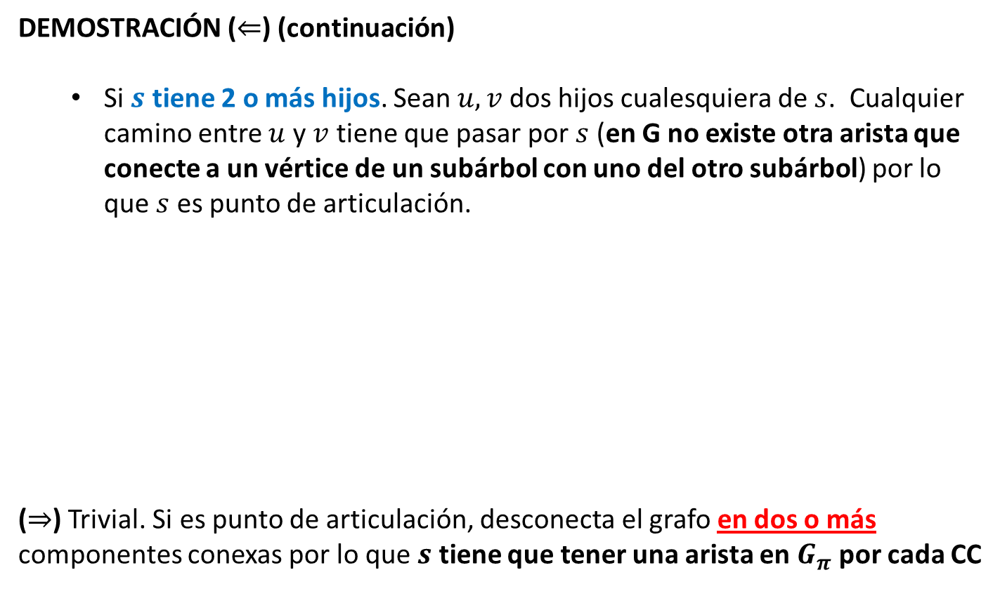 DEMOSTRACIÓN (⇐) (continuación)
• Si 𝒔 tiene 2 o más hijos. Sean 𝑢, 𝑣 dos hijos cualesquiera de 𝑠. Cualquier
camino entre 𝑢 y 𝑣 tiene que pasar por 𝑠 (en G no existe otra arista que
conecte a un vértice de un subárbol con uno del otro subárbol) por lo
que 𝑠 es punto de articulación.
(⇒) Trivial. Si es punto de articulación, desconecta el grafo en dos o más
componentes conexas por lo que 𝒔 tiene que tener una arista en 𝑮𝝅 por cada CC